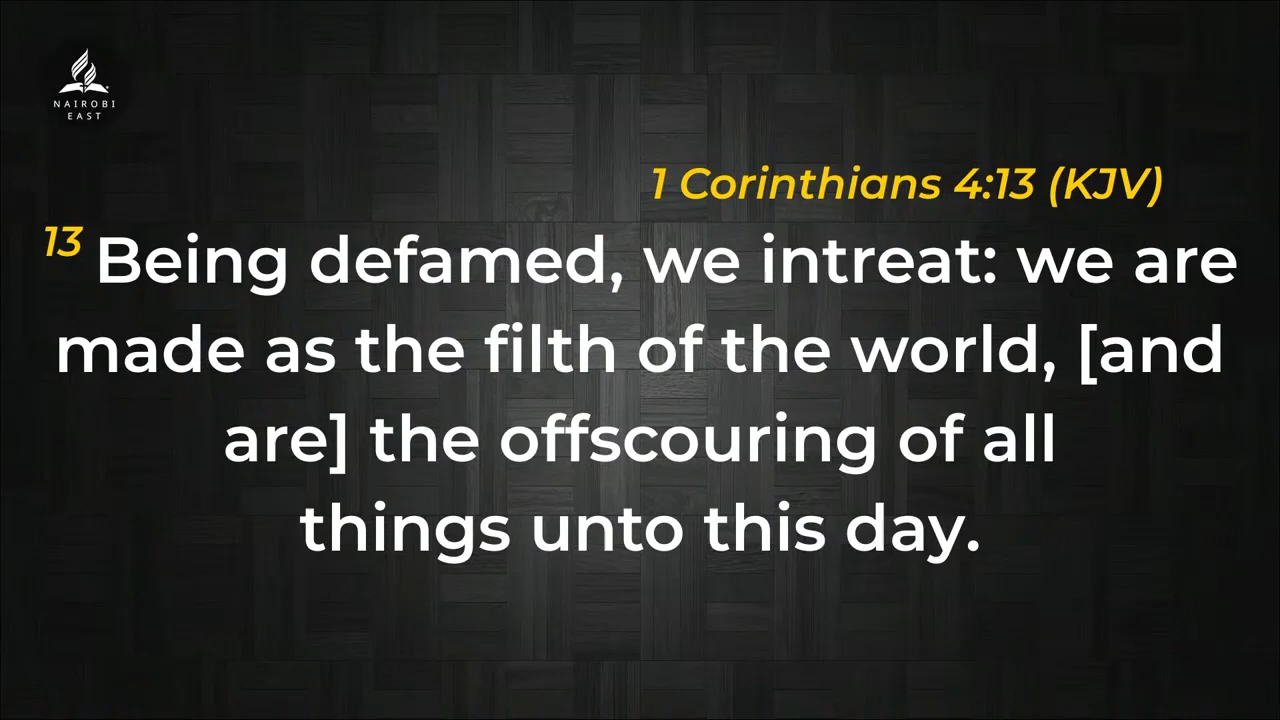 NAIROBI
EAST
1 Corinthians 4:13 (KJV)
13 Being defamed, we intreat: we are
made as the filth of the world, [and
are] the offscouring of all
things unto this day.